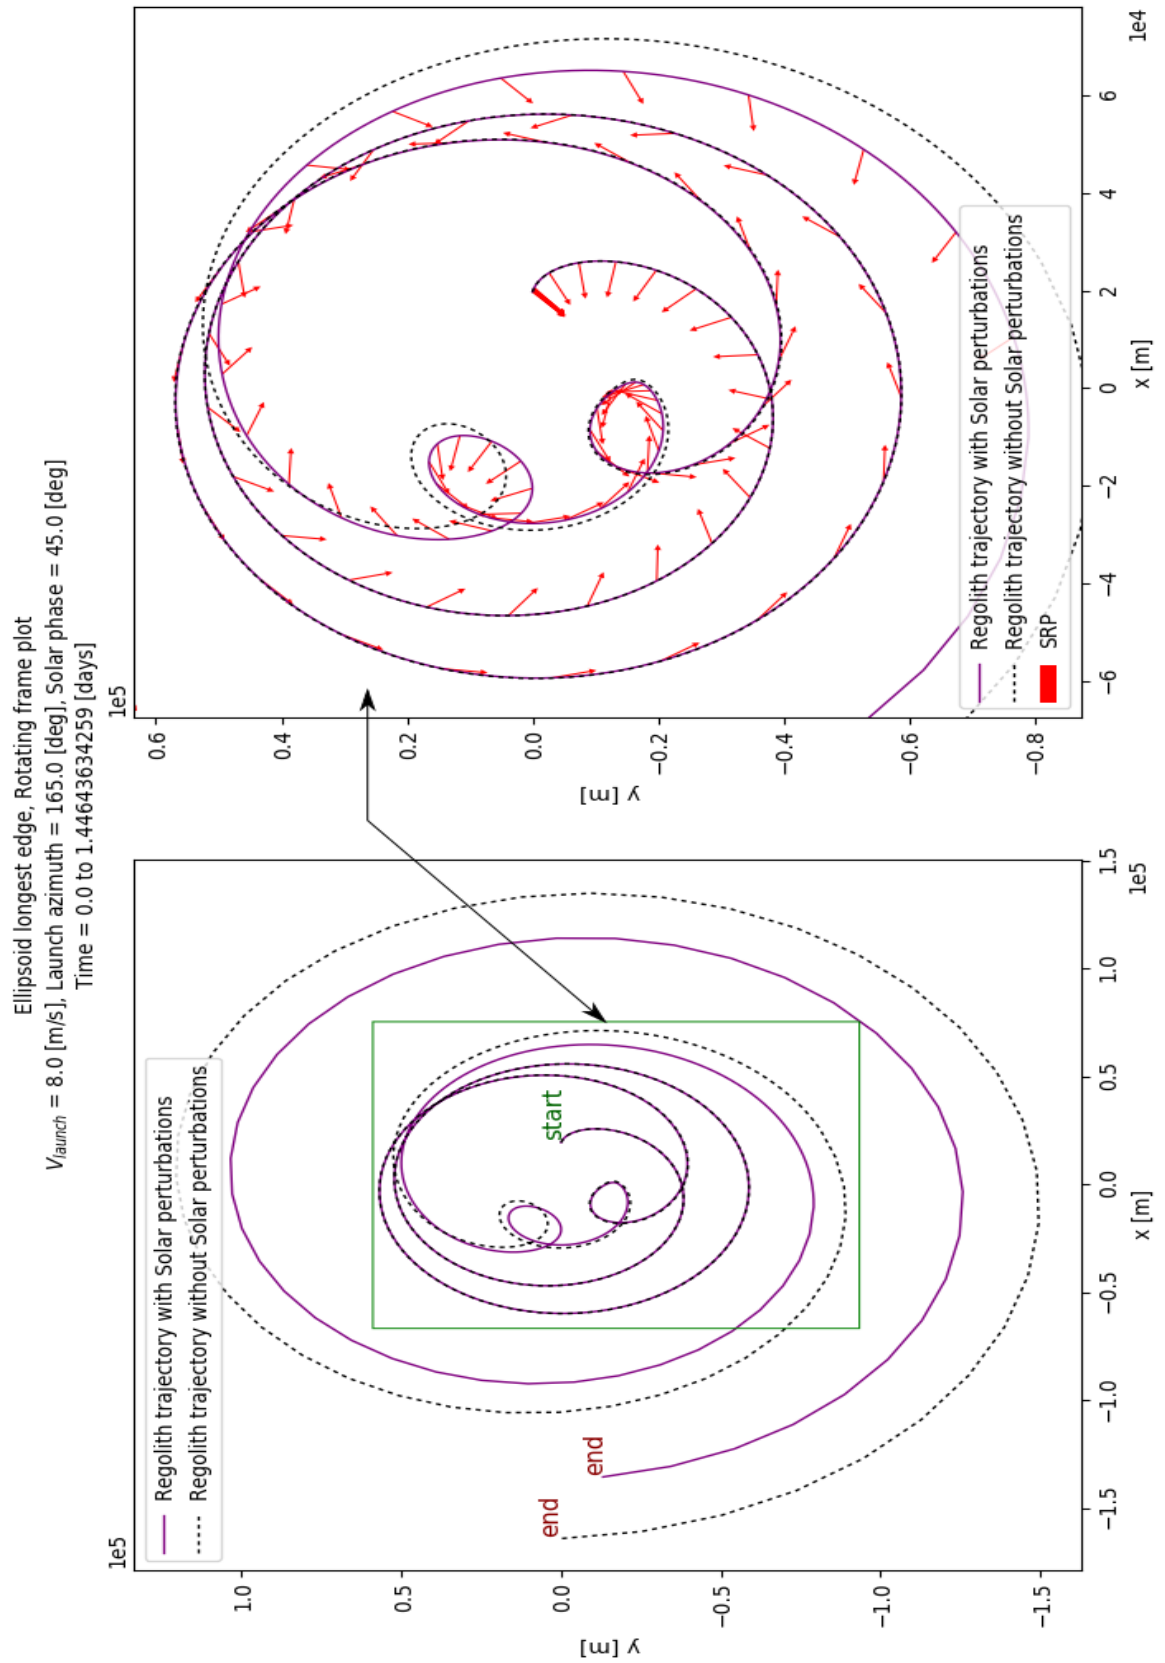 Ellipsoid longest edge, Rotating frame plot
V_launch = 8.0 [m/s], Launch azimuth = 165.0 [deg], Solar phase = 45.0 [deg]
Time = 0.0 to 1.44643634259 [days]
1e5
Regolith trajectory with Solar perturbations
Regolith trajectory without Solar perturbations
start
end
end
1.0
0.5
0.0
−0.5
−1.0
−1.5
y [m]
−1.5
−1.0
−0.5
0.0
0.5
1.0
1.5
1e5
x [m]
1e5
0.6
0.4
0.2
0.0
−0.2
−0.4
−0.6
−0.8
y [m]
Regolith trajectory with Solar perturbations
Regolith trajectory without Solar perturbations
SRP
−6
−4
−2
0
2
4
6
1e4
x [m]